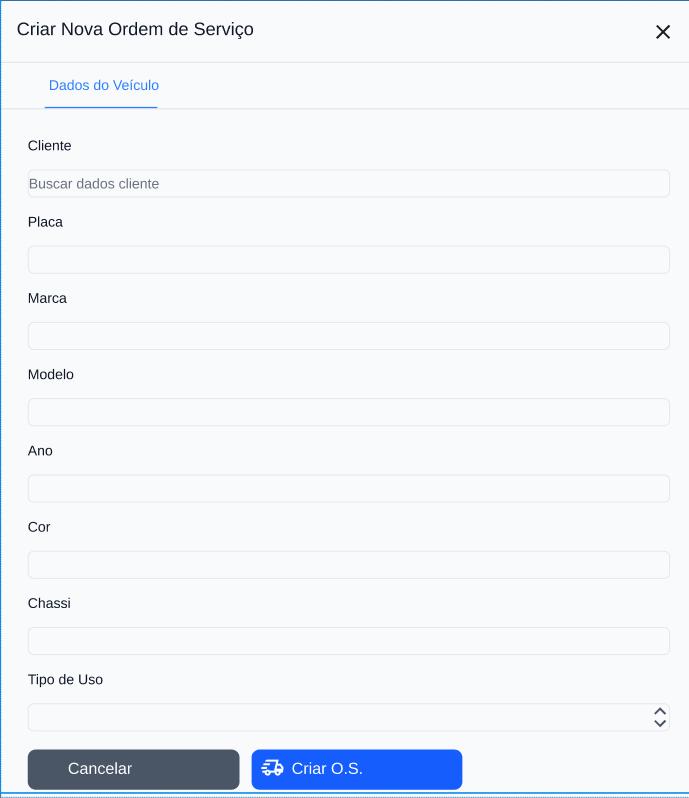 Criar Nova Ordem de Serviço
Dados do Veículo
Cliente
Buscar dados cliente
Placa
Marca
Modelo
Ano
Cor
Chassi
Tipo de Uso
Cancelar
Criar O.S.